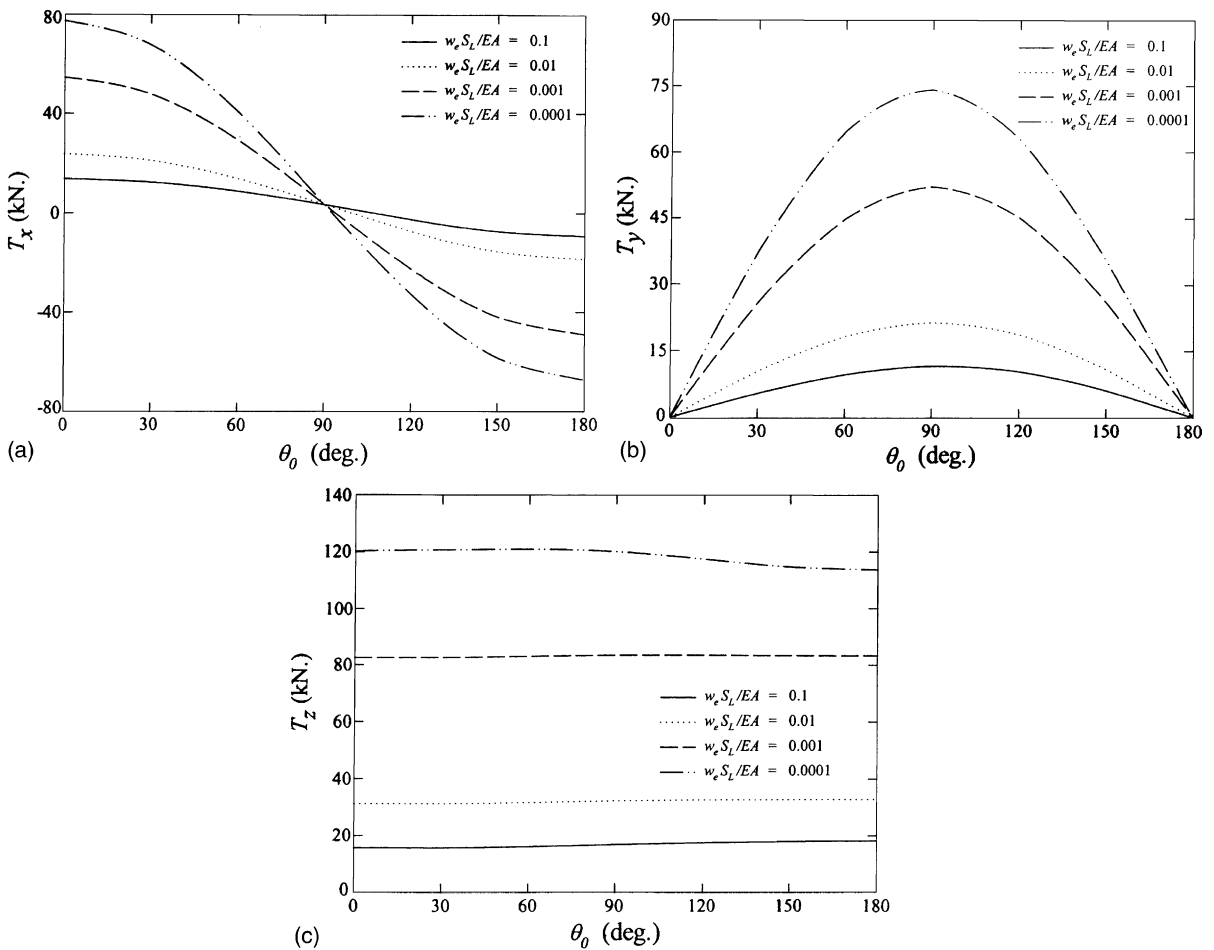 80
40
0
-40
-80
T_x (kN.)
w_e S_L/EA = 0.1
w_e S_L/EA = 0.01
w_e S_L/EA = 0.001
w_e S_L/EA = 0.0001
0 30 60 90 120 150 180
(a) θ_0 (deg.)
90
75
60
45
30
15
0
T_y (kN.)
w_e S_L/EA = 0.1
w_e S_L/EA = 0.01
w_e S_L/EA = 0.001
w_e S_L/EA = 0.0001
0 30 60 90 120 150 180
(b) θ_0 (deg.)
140
120
100
80
60
40
20
0
T_z (kN.)
w_e S_L/EA = 0.1
w_e S_L/EA = 0.01
w_e S_L/EA = 0.001
w_e S_L/EA = 0.0001
0 30 60 90 120 150 180
(c) θ_0 (deg.)